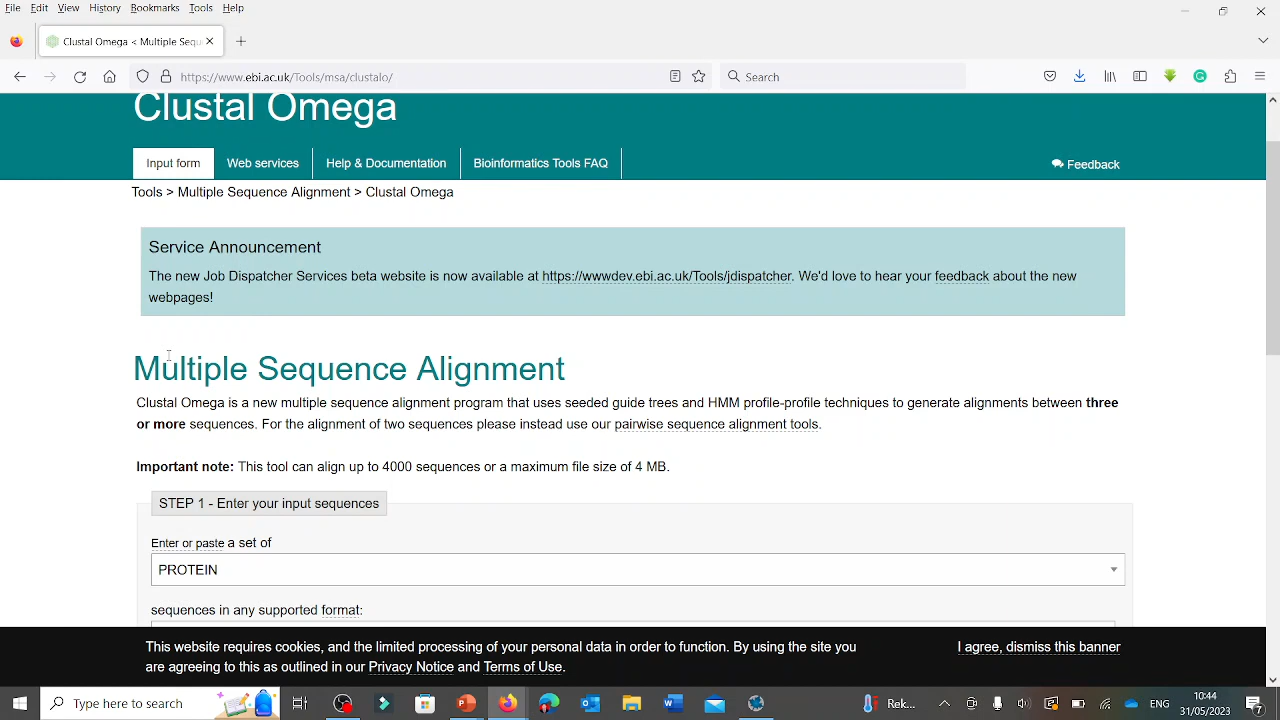 File Edit View History Bookmarks Tools Help
Clustal Omega < Multiple Sequ
https://www.ebi.ac.uk/Tools/msa/clustalo/
Search
Clustal Omega
Input form Web services Help & Documentation Bioinformatics Tools FAQ Feedback
Tools > Multiple Sequence Alignment > Clustal Omega
Service Announcement
The new Job Dispatcher Services beta website is now available at https://wwwdev.ebi.ac.uk/Tools/jdispatcher. We'd love to hear your feedback about the new
webpages!
Multiple Sequence Alignment
Clustal Omega is a new multiple sequence alignment program that uses seeded guide trees and HMM profile-profile techniques to generate alignments between three
or more sequences. For the alignment of two sequences please instead use our pairwise sequence alignment tools.
Important note: This tool can align up to 4000 sequences or a maximum file size of 4 MB.
STEP 1 - Enter your input sequences
Enter or paste a set of
PROTEIN
sequences in any supported format:
This website requires cookies, and the limited processing of your personal data in order to function. By using the site you
are agreeing to this as outlined in our Privacy Notice and Terms of Use.
I agree, dismiss this banner
Type here to search
Rek...
ENG
10:44
31/05/2023